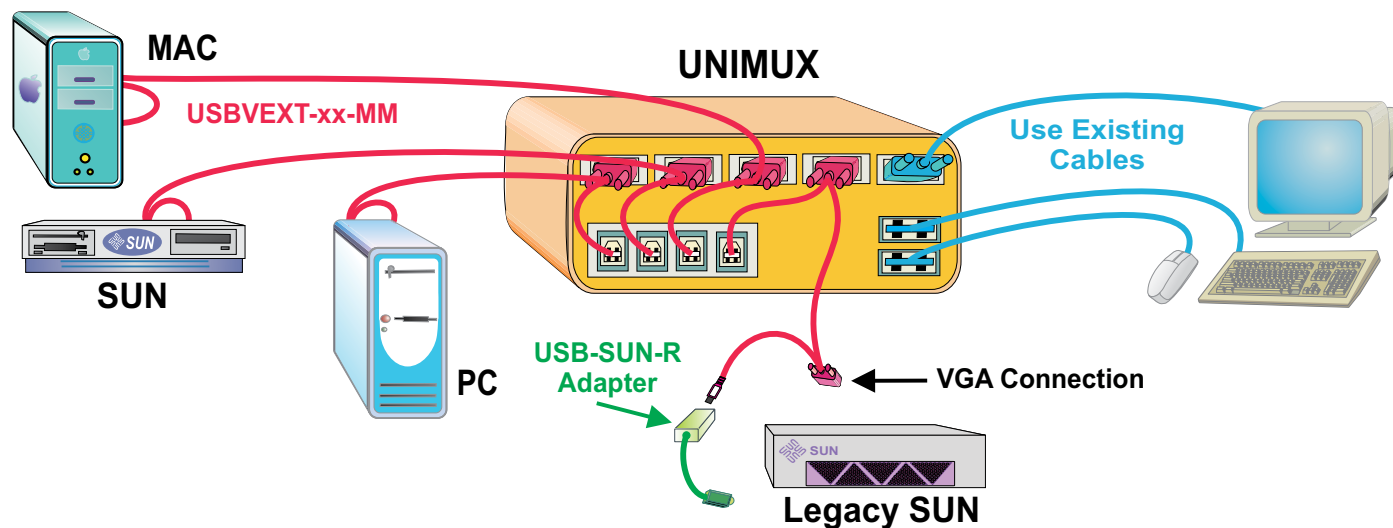 MAC
UNIMUX
USBVEXT-xx-MM
Use Existing
Cables
SUN
SUN
PC
USB-SUN-R
Adapter
VGA Connection
SUN
Legacy SUN